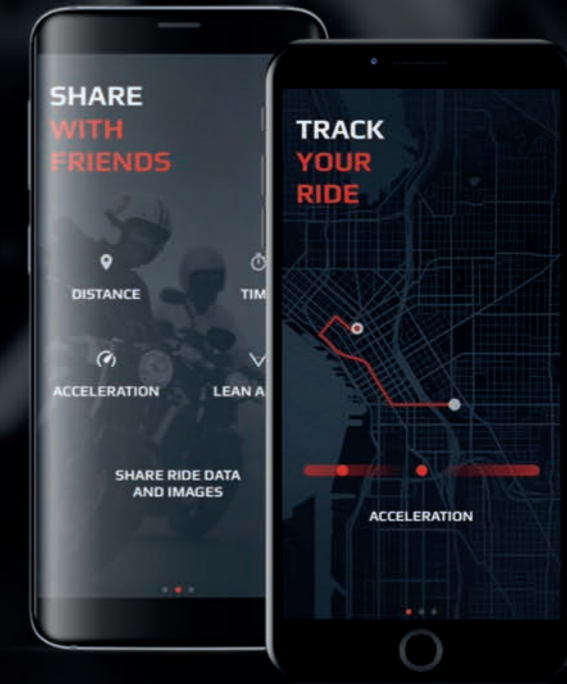 SHARE
WITH
FRIENDS
DISTANCE
ACCELERATION
SHARE RIDE DATA
AND IMAGES
TRACK
YOUR
RIDE
ACCELERATION